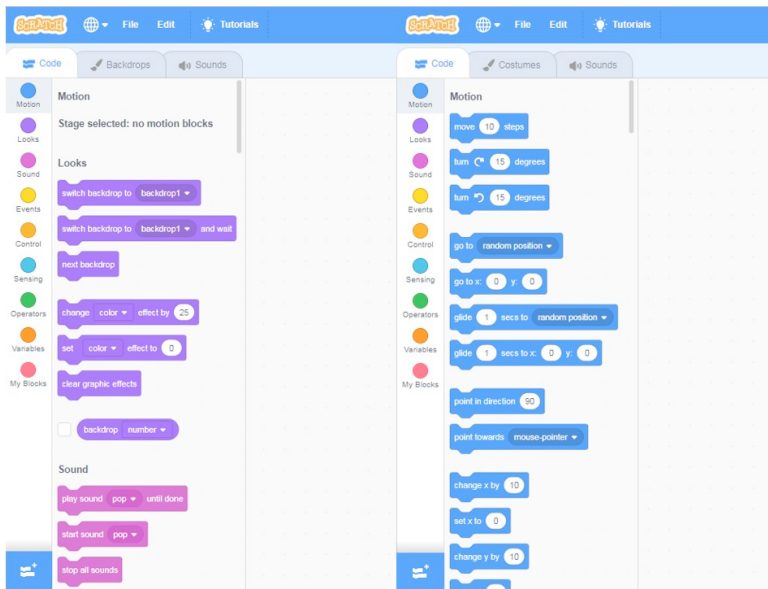 SCRATCH File Edit Tutorials
Code Backdrops Sounds
Motion
Looks
Sound
Events
Control
Sensing
Operators
Variables
My Blocks
Motion
Stage selected: no motion blocks
Looks
switch backdrop to backdrop1
switch backdrop to backdrop1 and wait
next backdrop
change color effect by 25
set color effect to 0
clear graphic effects
backdrop number
Sound
play sound pop until done
start sound pop
stop all sounds
SCRATCH File Edit Tutorials
Code Costumes Sounds
Motion
Looks
Sound
Events
Control
Sensing
Operators
Variables
My Blocks
Motion
move 10 steps
turn 15 degrees
turn 15 degrees
go to random position
go to x: 0 y: 0
glide 1 secs to random position
glide 1 secs to x: 0 y: 0
point in direction 90
point towards mouse-pointer
change x by 10
set x to 0
change y by 10